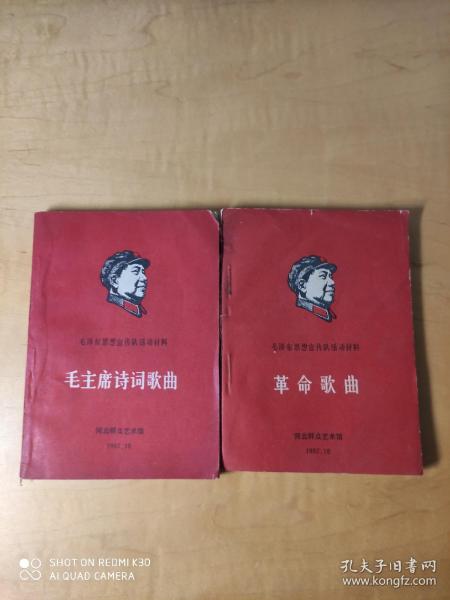 毛泽东思想宣传队活动材料
毛主席诗词歌曲
河北群众艺术馆
1967.10
毛泽东思想宣传队活动材料
革命歌曲
河北群众艺术馆
1967.10
SHOT ON REDMI K30
AI QUAD CAMERA
孔夫子旧书网
www.kongfz.com